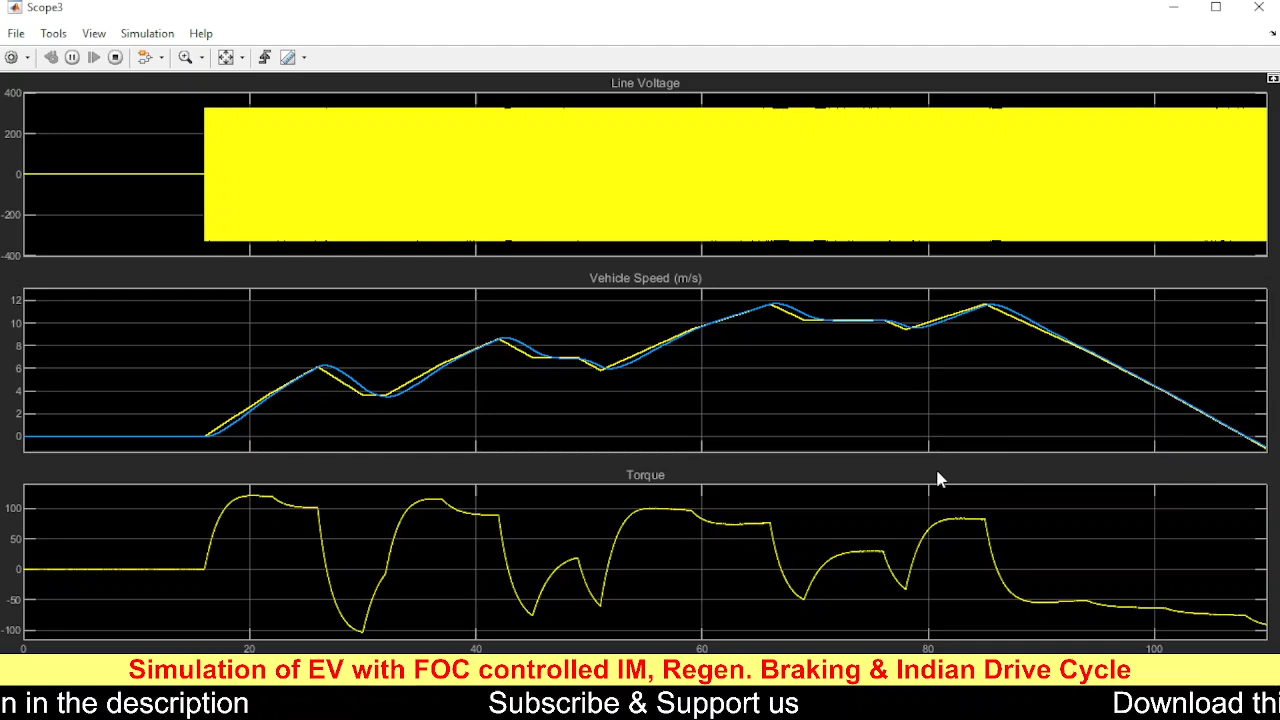 Scope3
File Tools View Simulation Help
Line Voltage
400
200
0
-200
-400
Vehicle Speed (m/s)
12
10
8
6
4
2
0
Torque
100
50
0
-50
-100
0 20 40 60 80 100
Simulation of EV with FOC controlled IM, Regen. Braking & Indian Drive Cycle
n in the description Subscribe & Support us Download thi